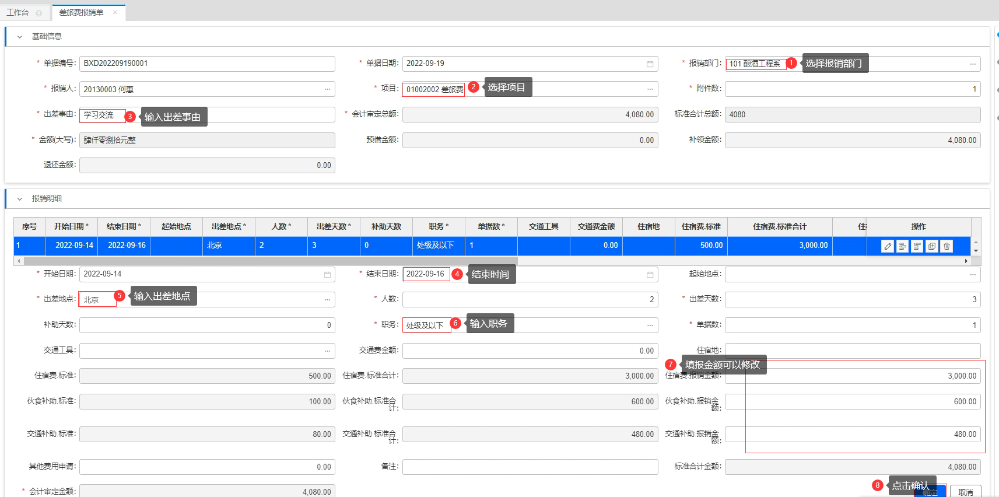 工作台
差旅费报销单
基础信息
* 单据编号: BXD202209190001
* 单据日期: 2022-09-19
* 报销部门: 101 酿酒工程系
1 选择报销部门
* 报销人: 20130003 何惠
* 项目: 01002002 差旅费
2 选择项目
* 附件数: 1
* 出差事由: 学习交流
3 输入出差事由
* 会计审定总额: 4,080.00
标准合计总额: 4080
* 金额(大写): 肆仟零捌拾元整
预借金额: 0.00
补领金额: 4,080.00
退还金额: 0.00
报销明细
序号 开始日期* 结束日期* 起始地点 出差地点* 人数* 出差天数* 补助天数 职务* 单据数* 交通工具 交通费金额 住宿地 住宿费.标准 住宿费.标准合计 操作
1 2022-09-14 2022-09-16 北京 2 3 0 处级及以下 1 0.00 500.00 3,000.00
* 开始日期: 2022-09-14
* 结束日期: 2022-09-16
4 结束时间
起始地点:
* 出差地点: 北京
5 输入出差地点
* 人数: 2
* 出差天数: 3
补助天数: 0
* 职务: 处级及以下
6 输入职务
* 单据数: 1
交通工具:
交通费金额: 0.00
住宿地:
7 填报金额可以修改
住宿费.标准: 500.00
住宿费.标准合计: 3,000.00
住宿费.报销金额: 3,000.00
伙食补助.标准: 100.00
伙食补助.标准合计: 600.00
伙食补助.报销金额: 600.00
交通补助.标准: 80.00
交通补助.标准合计: 480.00
交通补助.报销金额: 480.00
其他费用申请: 0.00
备注:
标准合计金额: 4,080.00
* 会计审定金额: 4,080.00
8 点击确认
确定
取消